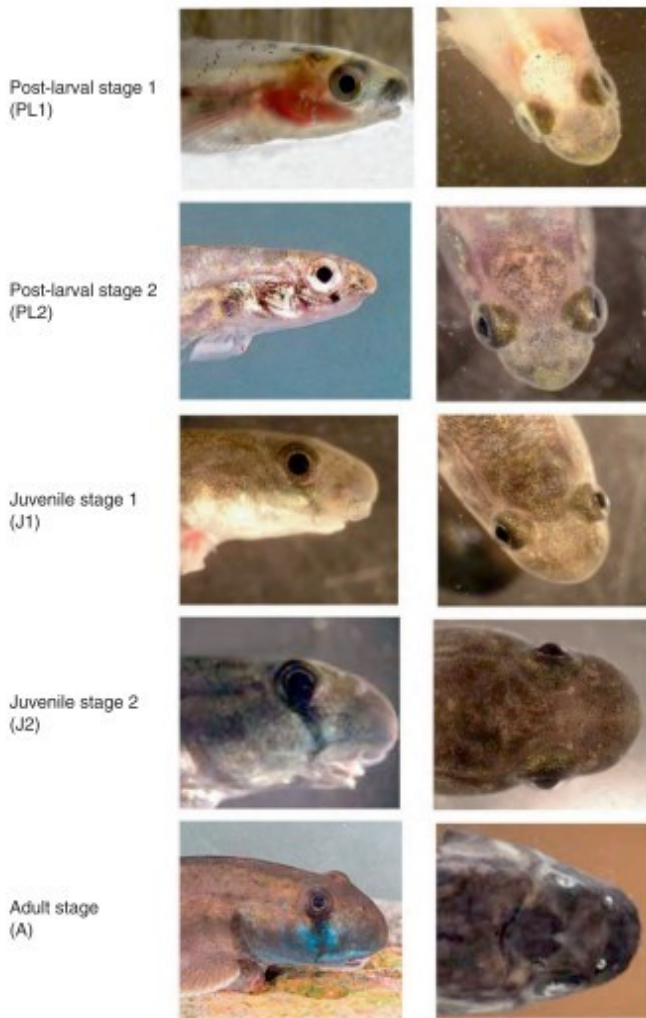 Post-larval stage 1
(PL1)
Post-larval stage 2
(PL2)
Juvenile stage 1
(J1)
Juvenile stage 2
(J2)
Adult stage
(A)